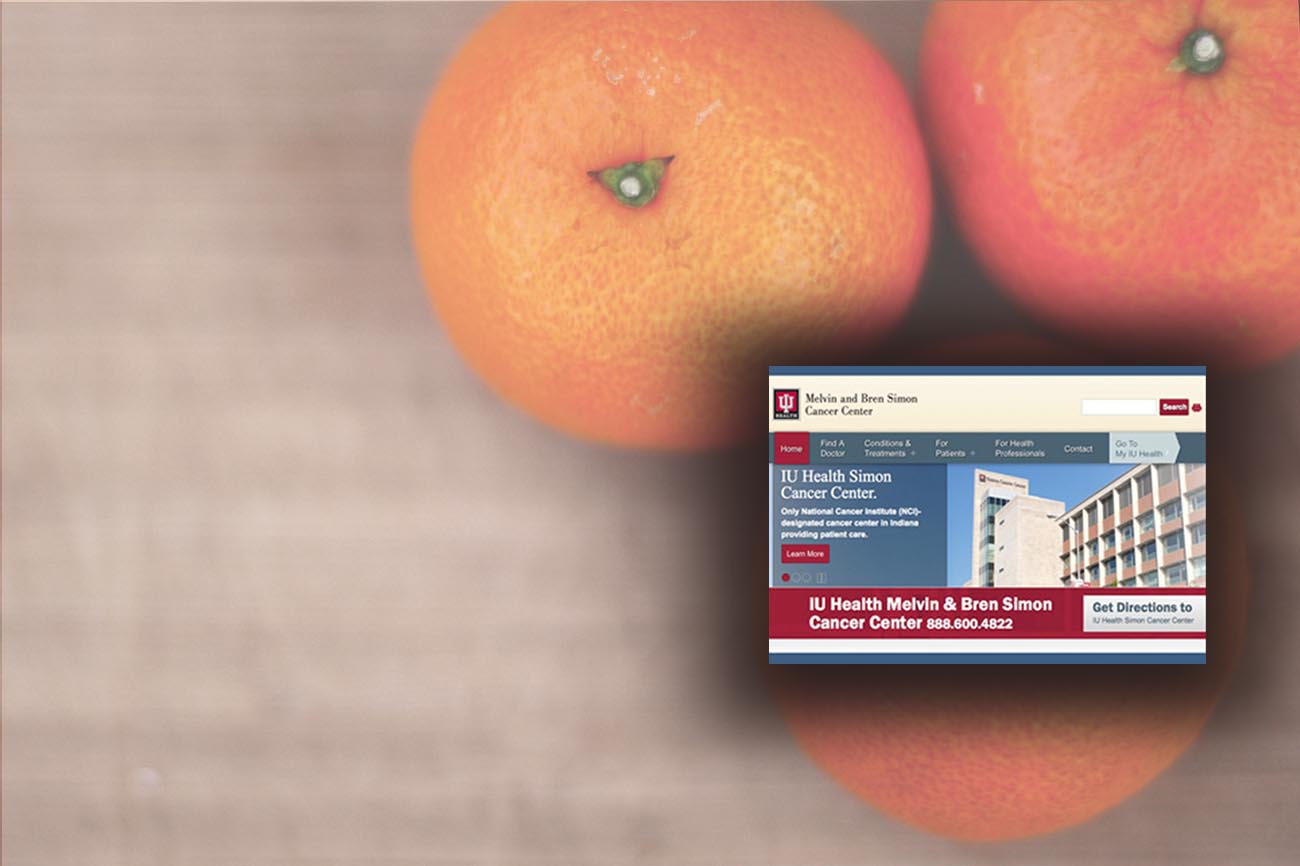 HEALTH
Melvin and Bren Simon
Cancer Center
Search
Home
Find A
Doctor
Conditions &
Treatments +
For
Patients +
For Health
Professionals
Contact
Go To
My IU Health
IU Health Simon
Cancer Center.
Only National Cancer Institute (NCI)-
designated cancer center in Indiana
providing patient care.
Learn More
IU Health Melvin & Bren Simon
Cancer Center 888.600.4822
Get Directions to
IU Health Simon Cancer Center